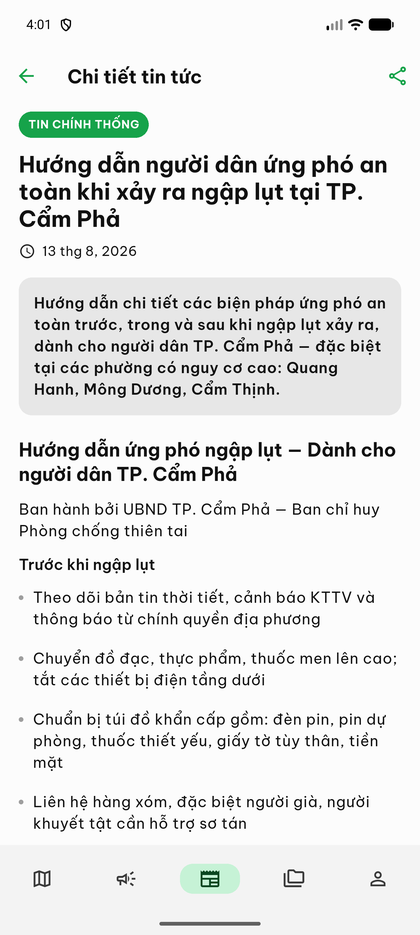 4:01
Chi tiết tin tức
TIN CHÍNH THỐNG
Hướng dẫn người dân ứng phó an
toàn khi xảy ra ngập lụt tại TP.
Cẩm Phả
13 thg 8, 2026
Hướng dẫn chi tiết các biện pháp ứng phó an
toàn trước, trong và sau khi ngập lụt xảy ra,
dành cho người dân TP. Cẩm Phả — đặc biệt
tại các phường có nguy cơ cao: Quang
Hanh, Mông Dương, Cẩm Thịnh.
Hướng dẫn ứng phó ngập lụt — Dành cho
người dân TP. Cẩm Phả
Ban hành bởi UBND TP. Cẩm Phả — Ban chỉ huy
Phòng chống thiên tai
Trước khi ngập lụt
• Theo dõi bản tin thời tiết, cảnh báo KTTV và
thông báo từ chính quyền địa phương
• Chuyển đồ đạc, thực phẩm, thuốc men lên cao;
tắt các thiết bị điện tầng dưới
• Chuẩn bị túi đồ khẩn cấp gồm: đèn pin, pin dự
phòng, thuốc thiết yếu, giấy tờ tùy thân, tiền
mặt
• Liên hệ hàng xóm, đặc biệt người già, người
khuyết tật cần hỗ trợ sơ tán